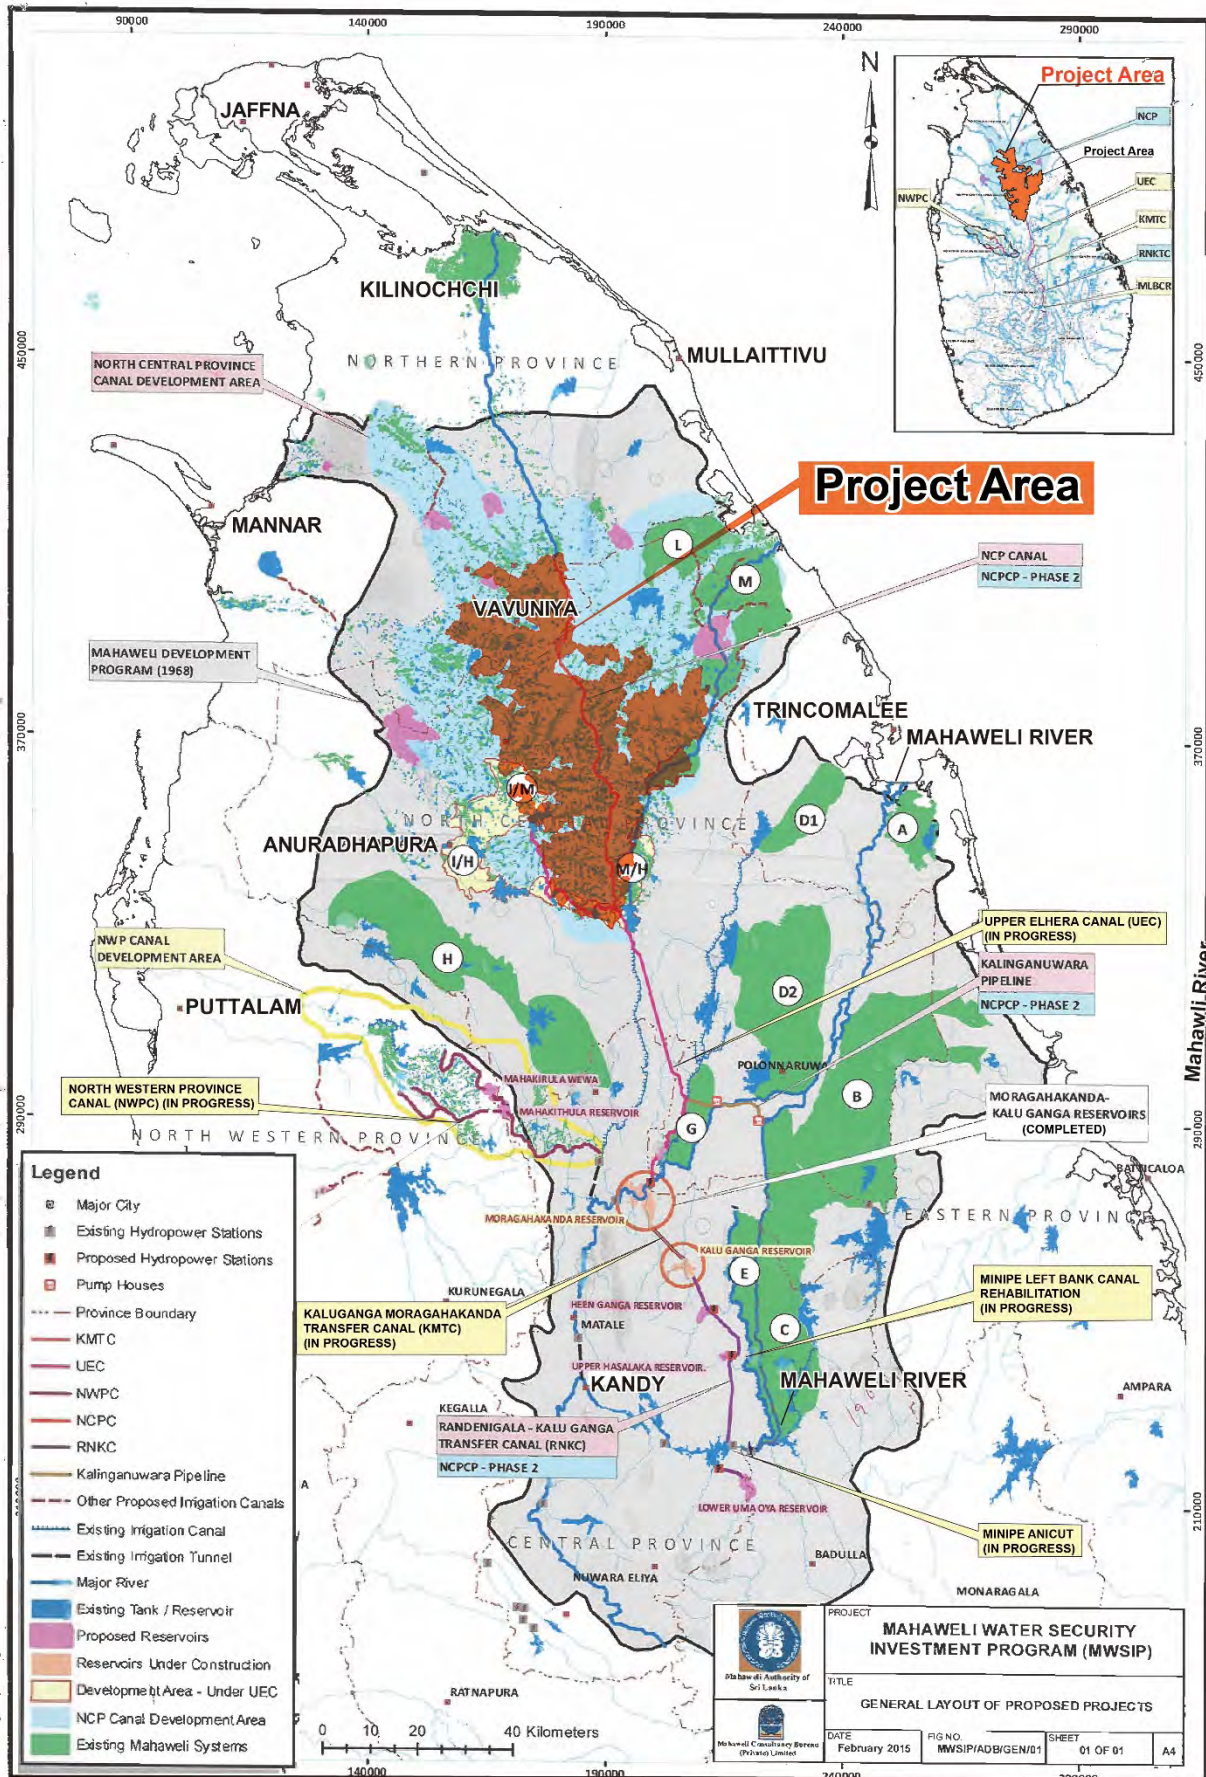 90000
140000
190000
240000
290000
N
Project Area
NCP
Project Area
UEC
NWPC
KMTC
RNKTC
MLBCR
JAFFNA
KILINOCHCHI
450000
450000
NORTHERN PROVINCE
MULLAITTIVU
NORTH CENTRAL PROVINCE
CANAL DEVELOPMENT AREA
Project Area
MANNAR
L
M
NCP CANAL
NCPCP - PHASE 2
VAVUNIYA
MAHAWELI DEVELOPMENT
PROGRAM (1968)
TRINCOMALEE
370000
370000
MAHAWELI RIVER
I/M
NORTH CENTRAL PROVINCE
D1
A
ANURADHAPURA
I/H
M/H
UPPER ELHERA CANAL (UEC)
(IN PROGRESS)
NWP CANAL
DEVELOPMENT AREA
H
KALINGANUWARA
PIPELINE
NCPCP - PHASE 2
D2
PUTTALAM
Mahawli River
POLONNARUWA
MAHAKIRULA WEWA
NORTH WESTERN PROVINCE
CANAL (NWPC) (IN PROGRESS)
MAHAKITHULA RESERVOIR
B
MORAGAHAKANDA-
KALU GANGA RESERVOIRS
(COMPLETED)
290000
290000
NORTH WESTERN PROVINCE
G
BATTICALOA
MORAGAHAKANDA RESERVOIR
EASTERN PROVINC
KALU GANGA RESERVOIR
E
KURUNEGALA
MINIPE LEFT BANK CANAL
REHABILITATION
(IN PROGRESS)
KALUGANGA MORAGAHAKANDA
TRANSFER CANAL (KMTC)
(IN PROGRESS)
HEEN GANGA RESERVOIR
MATALE
C
UPPER HASALAKA RESERVOIR.
KANDY
MAHAWELI RIVER
AMPARA
KEGALLA
RANDENIGALA - KALU GANGA
TRANSFER CANAL (RNKC)
NCPCP - PHASE 2
LOWER UMA OYA RESERVOIR
210000
A
MINIPE ANICUT
(IN PROGRESS)
CENTRAL PROVINCE
BADULLA
NUWARA ELIYA
MONARAGALA
RATNAPURA
Legend
Major City
Existing Hydropower Stations
Proposed Hydropower Stations
Pump Houses
Province Boundary
KMTC
UEC
NWPC
NCPC
RNKC
Kalinganuwara Pipeline
Other Proposed Irrigation Canals
Existing Irrigation Canal
Existing Irrigation Tunnel
Major River
Existing Tank / Reservoir
Proposed Reservoirs
Reservoirs Under Construction
Development Area - Under UEC
NCP Canal Development Area
Existing Mahaweli Systems
0 10 20 40 Kilometers
Mahaweli Authority of
Sri Lanka
Mahaweli Consultancy Bureau
(Private) Limited
PROJECT
MAHAWELI WATER SECURITY
INVESTMENT PROGRAM (MWSIP)
TITLE
GENERAL LAYOUT OF PROPOSED PROJECTS
DATE
February 2015
FIG NO.
MWSIP/ADB/GEN/01
SHEET
01 OF 01
A4
140000
190000
240000